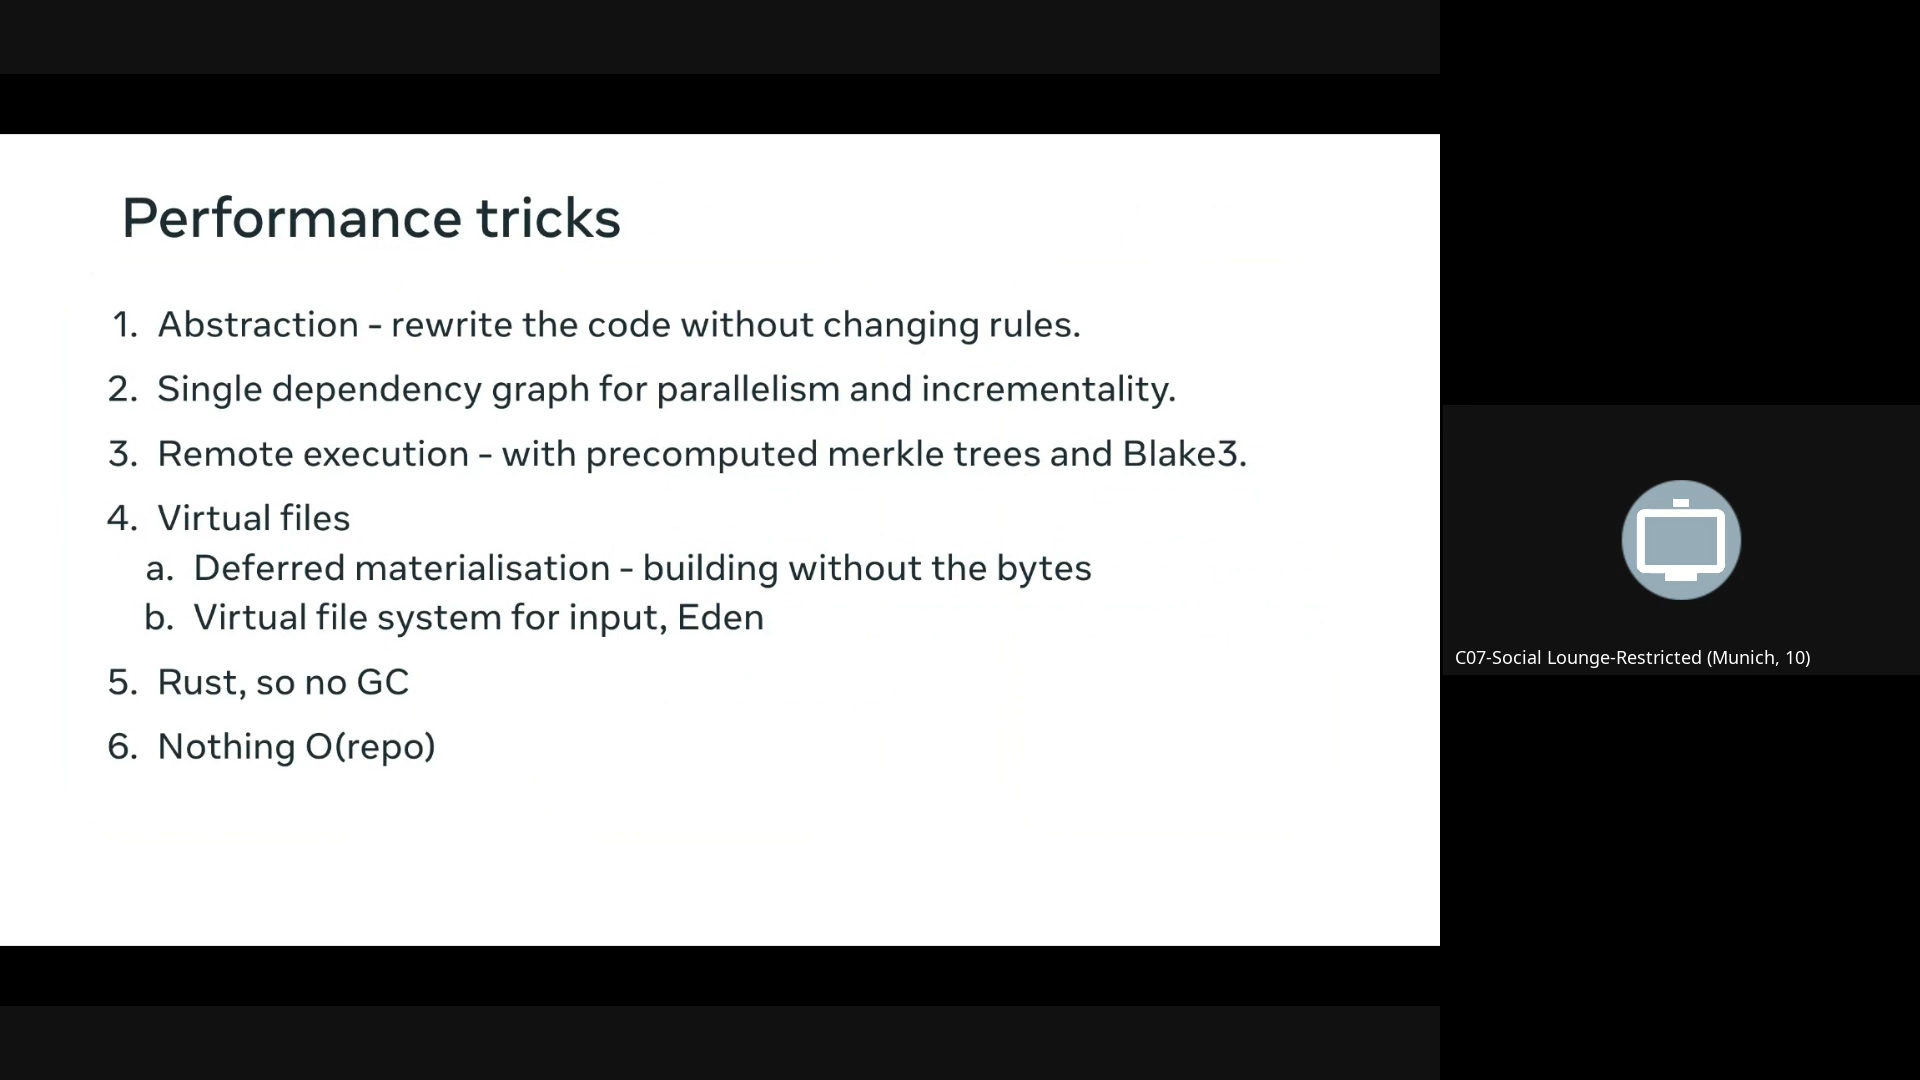 Performance tricks
1. Abstraction - rewrite the code without changing rules.
2. Single dependency graph for parallelism and incrementality.
3. Remote execution - with precomputed merkle trees and Blake3.
4. Virtual files
a. Deferred materialisation - building without the bytes
b. Virtual file system for input, Eden
5. Rust, so no GC
6. Nothing O(repo)
C07-Social Lounge-Restricted (Munich, 10)